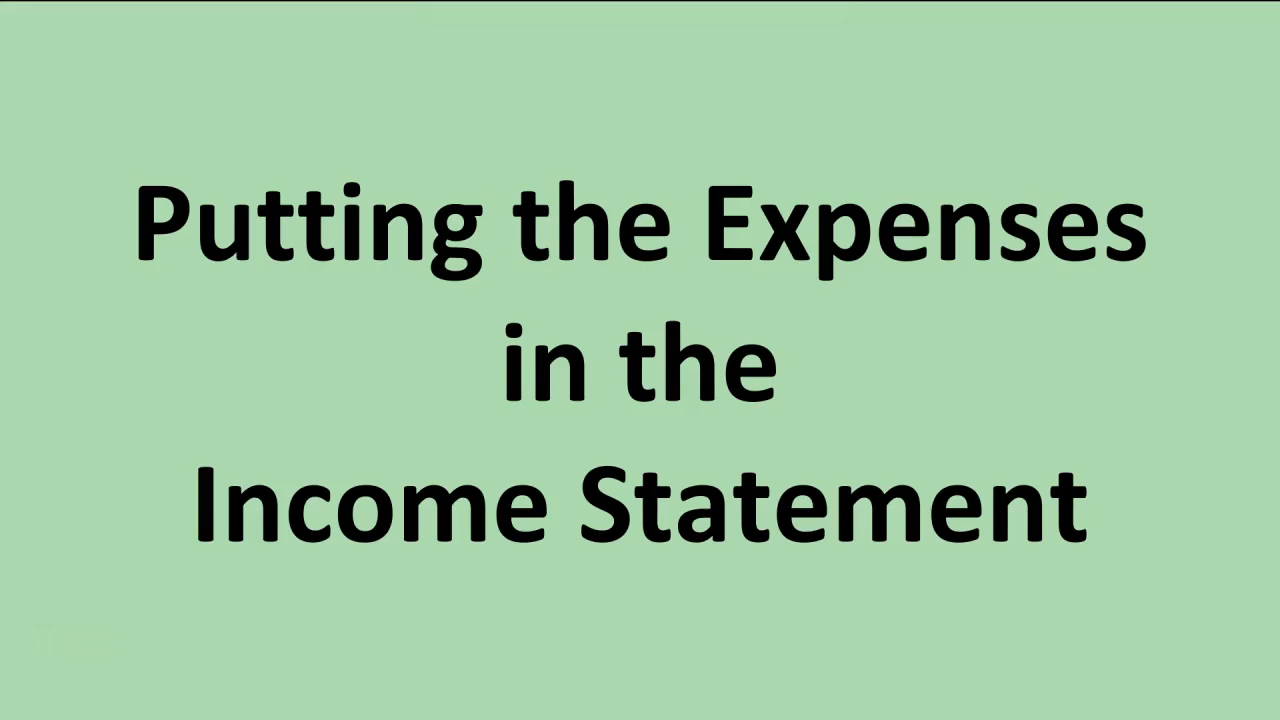 Putting the Expenses
in the
Income Statement